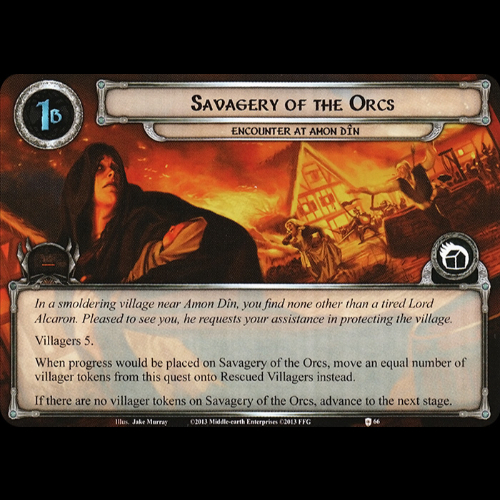 1B
Savagery of the Orcs
Encounter at Amon Dîn
In a smoldering village near Amon Dîn, you find none other than a tired Lord
Alcaron. Pleased to see you, he requests your assistance in protecting the village.
Villagers 5.
When progress would be placed on Savagery of the Orcs, move an equal number of
villager tokens from this quest onto Rescued Villagers instead.
If there are no villager tokens on Savagery of the Orcs, advance to the next stage.
Illus. Jake Murray ©2013 Middle-earth Enterprises ©2013 FFG 66